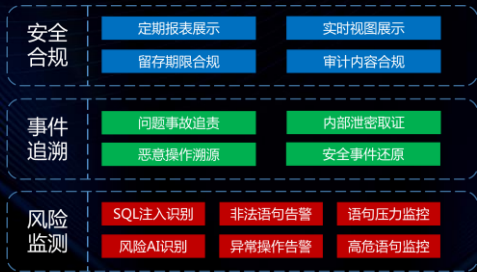 安全
合规
定期报表展示
实时视图展示
留存期限合规
审计内容合规
事件
追溯
问题事故追责
内部泄密取证
恶意操作溯源
安全事件还原
风险
监测
SQL注入识别
非法语句告警
语句压力监控
风险AI识别
异常操作告警
高危语句监控